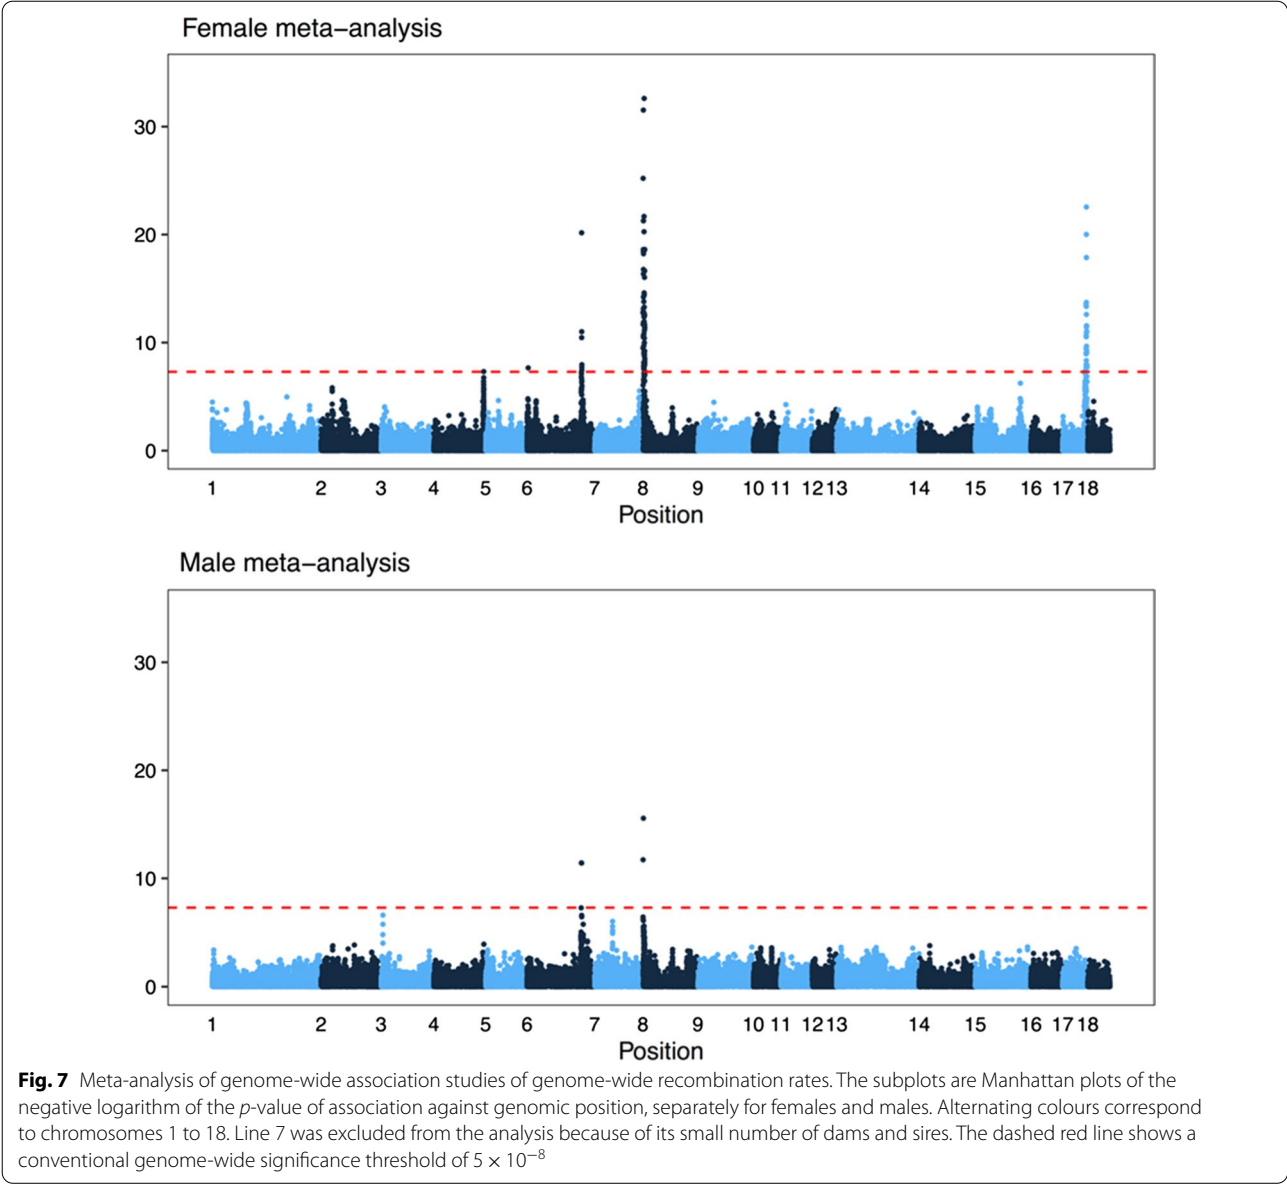 Female meta−analysis
30
20
10
0
1 2 3 4 5 6 7 8 9 10 11 12 13 14 15 16 17 18
Position
Male meta−analysis
30
20
10
0
1 2 3 4 5 6 7 8 9 10 11 12 13 14 15 16 17 18
Position
Fig. 7 Meta-analysis of genome-wide association studies of genome-wide recombination rates. The subplots are Manhattan plots of the
negative logarithm of the p-value of association against genomic position, separately for females and males. Alternating colours correspond
to chromosomes 1 to 18. Line 7 was excluded from the analysis because of its small number of dams and sires. The dashed red line shows a
conventional genome-wide significance threshold of 5 × 10⁻⁸